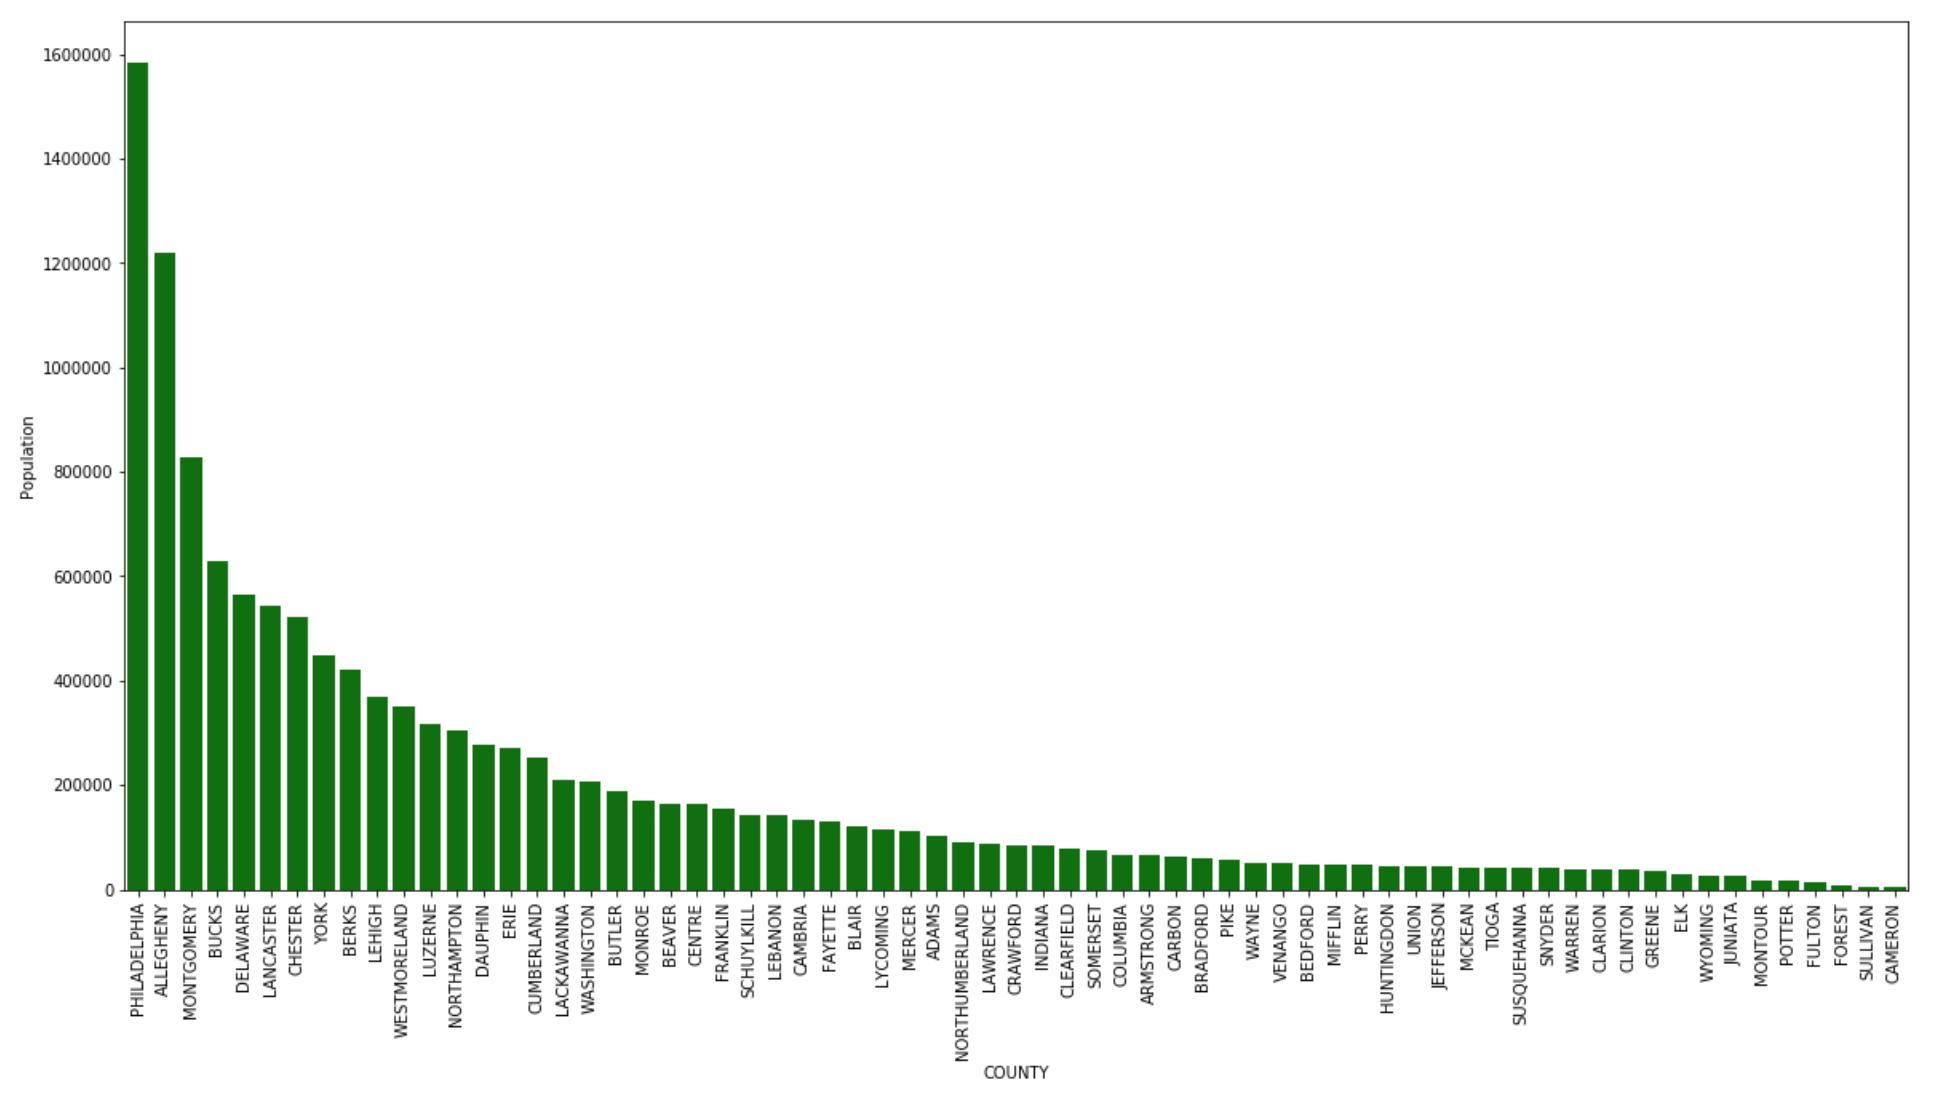 1600000
1400000
1200000
1000000
800000
600000
400000
200000
0
Population
PHILADELPHIA
ALLEGHENY
MONTGOMERY
BUCKS
DELAWARE
LANCASTER
CHESTER
YORK
BERKS
LEHIGH
WESTMORELAND
LUZERNE
NORTHAMPTON
DAUPHIN
ERIE
CUMBERLAND
LACKAWANNA
WASHINGTON
BUTLER
MONROE
BEAVER
CENTRE
FRANKLIN
SCHUYLKILL
LEBANON
CAMBRIA
FAYETTE
BLAIR
LYCOMING
MERCER
ADAMS
NORTHUMBERLAND
LAWRENCE
CRAWFORD
INDIANA
CLEARFIELD
SOMERSET
COLUMBIA
ARMSTRONG
CARBON
BRADFORD
PIKE
WAYNE
VENANGO
BEDFORD
MIFFLIN
PERRY
HUNTINGDON
UNION
JEFFERSON
MCKEAN
TIOGA
SUSQUEHANNA
SNYDER
WARREN
CLARION
CLINTON
GREENE
ELK
WYOMING
JUNIATA
MONTOUR
POTTER
FULTON
FOREST
SULLIVAN
CAMERON
COUNTY